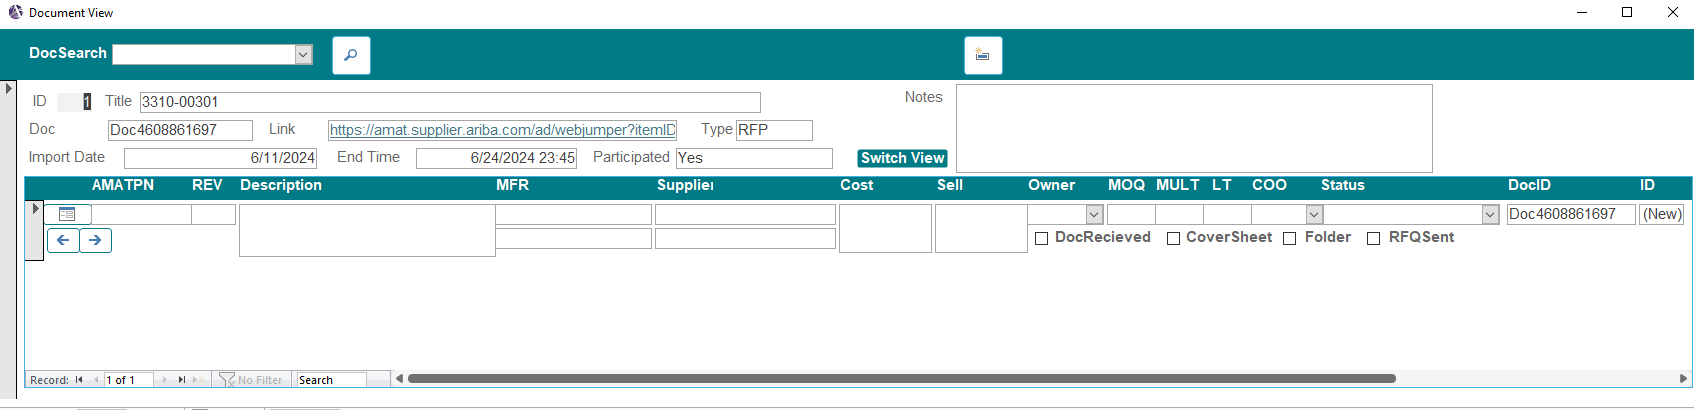 Document View
DocSearch
ID 1 Title 3310-00301 Notes
Doc Doc4608861697 Link https://amat.supplier.ariba.com/ad/webjumper?itemID Type RFP
Import Date 6/11/2024 End Time 6/24/2024 23:45 Participated Yes Switch View
AMATPN REV Description MFR Supplier Cost Sell Owner MOQ MULT LT COO Status DocID ID
Doc4608861697 (New)
DocRecieved CoverSheet Folder RFQSent
Record: 1 of 1 No Filter Search